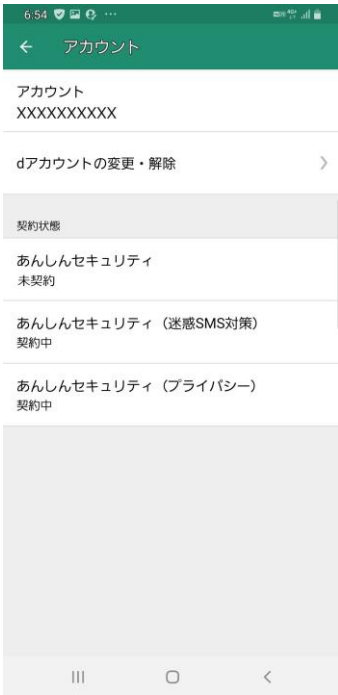 6:54
アカウント
アカウント
XXXXXXXXXX
dアカウントの変更・解除
契約状態
あんしんセキュリティ
未契約
あんしんセキュリティ（迷惑SMS対策）
契約中
あんしんセキュリティ（プライバシー）
契約中